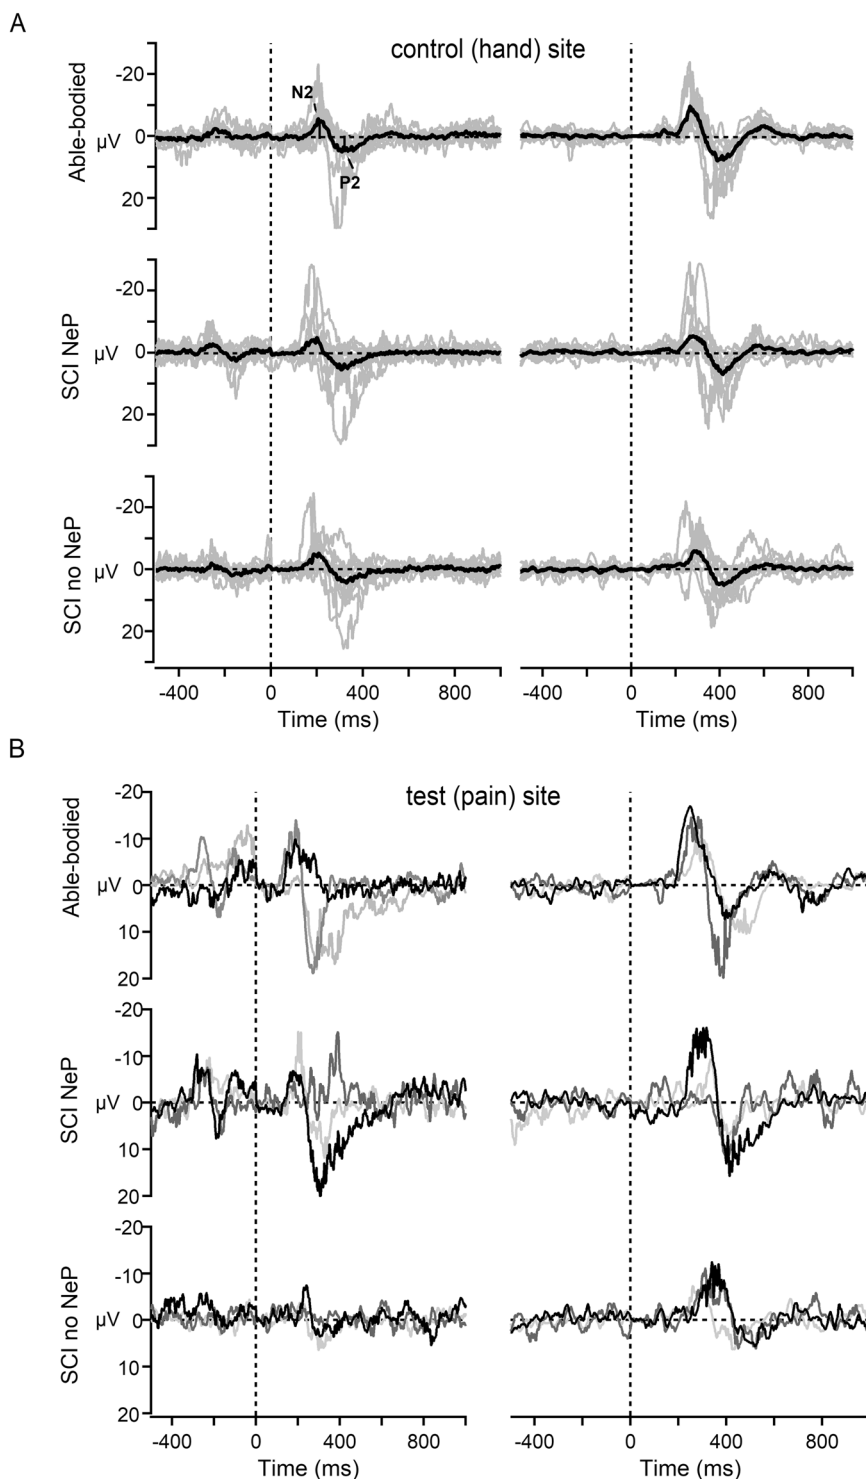 A
control (hand) site
Able-bodied
-20
0
µV
20
N2
P2
SCI NeP
-20
0
µV
20
SCI no NeP
-20
0
µV
20
-400 0 400 800 0 400 800
-400
Time (ms) Time (ms)
B
test (pain) site
Able-bodied
-20
-10
µV 0
10
20
SCI NeP
-20
-10
µV 0
10
20
SCI no NeP
-20
-10
µV 0
10
20
-400 0 400 800 -400 0 400 800
Time (ms) Time (ms)